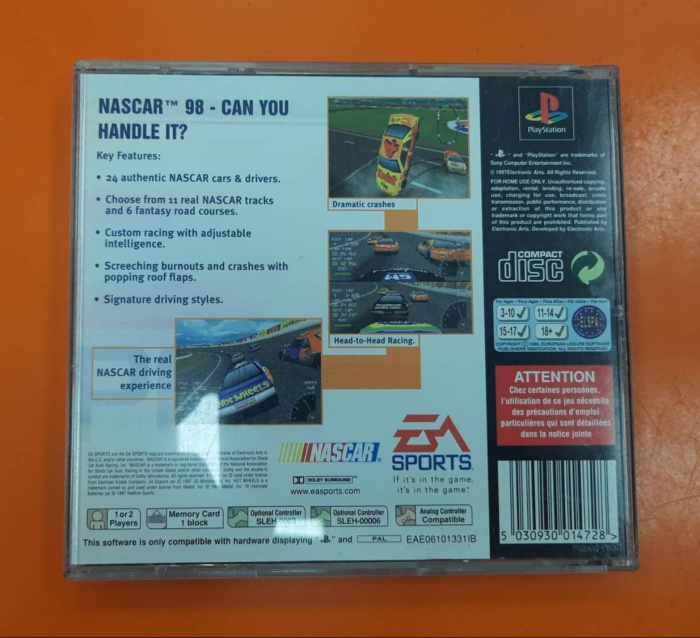 NASCAR™ 98 - CAN YOU
HANDLE IT?
Key Features:
• 24 authentic NASCAR cars & drivers.
• Choose from 11 real NASCAR tracks
and 6 fantasy road courses.
• Custom racing with adjustable
intelligence.
• Screeching burnouts and crashes with
popping roof flaps.
• Signature driving styles.
Dramatic crashes
Head-to-Head Racing.
The real
NASCAR driving
experience
HOT WHEELS
NASCAR
DOLBY SURROUND
www.easports.com
EA
SPORTS
If it's in the game,
it's in the game.
1 or 2
Players
Memory Card
1 block
Optional Controller
Optional Controller
SLEH-00006
Analog Controller
Compatible
This software is only compatible with hardware displaying and PAL EAE06101331IB
PlayStation
and "PlayStation" are trademarks of
Sony Computer Entertainment Inc.
© 1997 Electronic Arts. All Rights Reserved.
FOR HOME USE ONLY. Unauthorised copying,
adaptation, rental, lending, re-sale, arcade
use, charging for use, broadcast, cable
transmission, public performance, distribution
or extraction of this product or any
trademark or copyright work that forms part
of this product are prohibited. Published by
Electronic Arts. Developed by Electronic Arts.
COMPACT
disc
3-10 11-14
15-17 18+
ELSPA
ATTENTION
Chez certaines personnes,
l'utilisation de ce jeu nécessite
des précautions d'emploi
particulières qui sont détaillées
dans la notice jointe
5 030930 014728 >